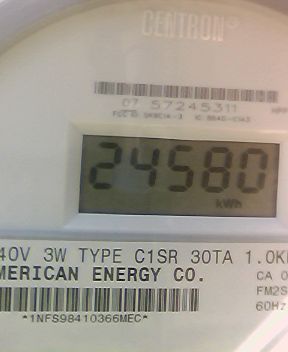 CENTRON
07 57245311
24580
kWh
40V 3W TYPE C1SR 30TA 1.0K
MERICAN ENERGY CO.
CA 0
FM2S
60Hz
*1NFS98410366MEC*